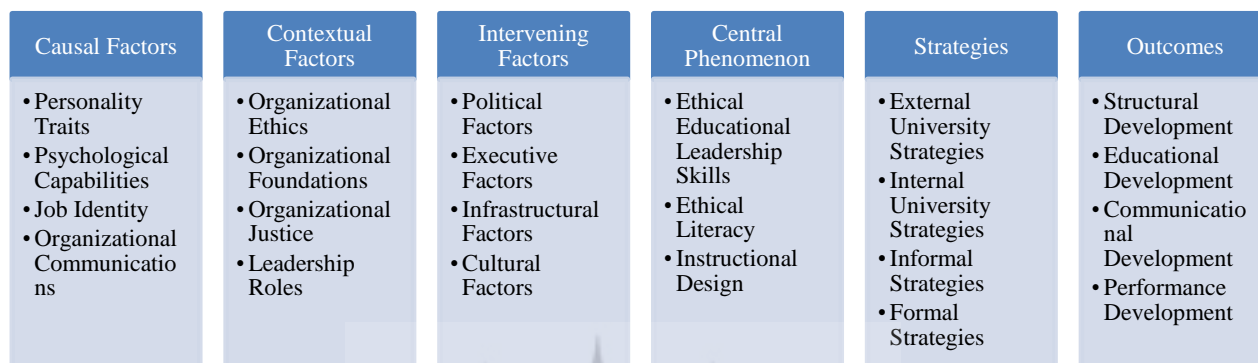 Causal Factors
• Personality
Traits
• Psychological
Capabilities
• Job Identity
• Organizational
Communicatio
ns
Contextual
Factors
• Organizational
Ethics
• Organizational
Foundations
• Organizational
Justice
• Leadership
Roles
Intervening
Factors
• Political
Factors
• Executive
Factors
• Infrastructural
Factors
• Cultural
Factors
Central
Phenomenon
• Ethical
Educational
Leadership
Skills
• Ethical
Literacy
• Instructional
Design
Strategies
• External
University
Strategies
• Internal
University
Strategies
• Informal
Strategies
• Formal
Strategies
Outcomes
• Structural
Development
• Educational
Development
• Communicatio
nal
Development
• Performance
Development